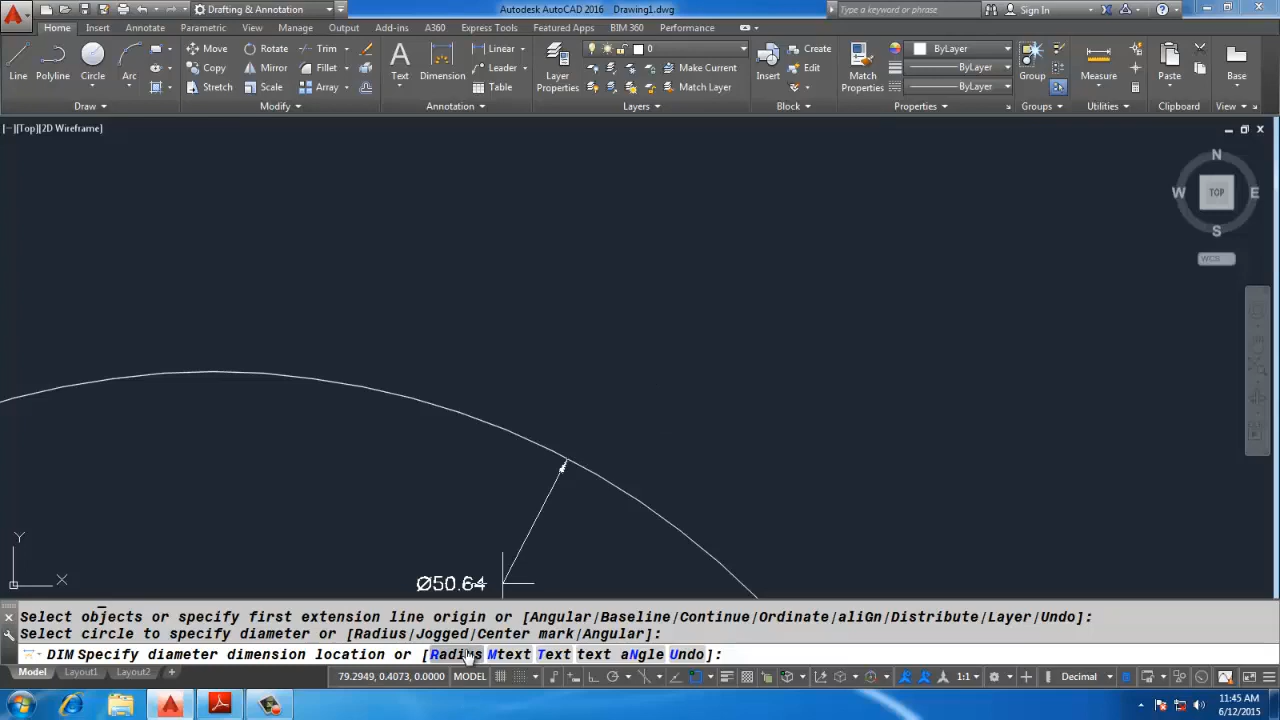 Drafting & Annotation
Autodesk AutoCAD 2016 Drawing1.dwg
Type a keyword or phrase
Sign In
Home Insert Annotate Parametric View Manage Output Add-ins A360 Express Tools Featured Apps BIM 360 Performance
Line Polyline Circle Arc
Move Rotate Trim
Copy Mirror Fillet
Stretch Scale Array
Text Dimension
Linear
Leader
Table
Layer Properties
0
Make Current
Match Layer
Insert
Create
Edit
Match Properties
ByLayer
ByLayer
ByLayer
Group
Measure
Paste
Base
Draw Modify Annotation Layers Block Properties Groups Utilities Clipboard View
[−][Top][2D Wireframe]
N
W TOP E
S
WCS
Y
X
Ø50.64
Select objects or specify first extension line origin or [Angular/Baseline/Continue/Ordinate/aliGn/Distribute/Layer/Undo]:
Select circle to specify diameter or [Radius/Jogged/Center mark/Angular]:
DIM Specify diameter dimension location or [Radius Mtext Text text aNgle Undo]:
Model Layout1 Layout2 +
79.2949, 0.4073, 0.0000 MODEL
1:1
Decimal
11:45 AM
6/12/2015